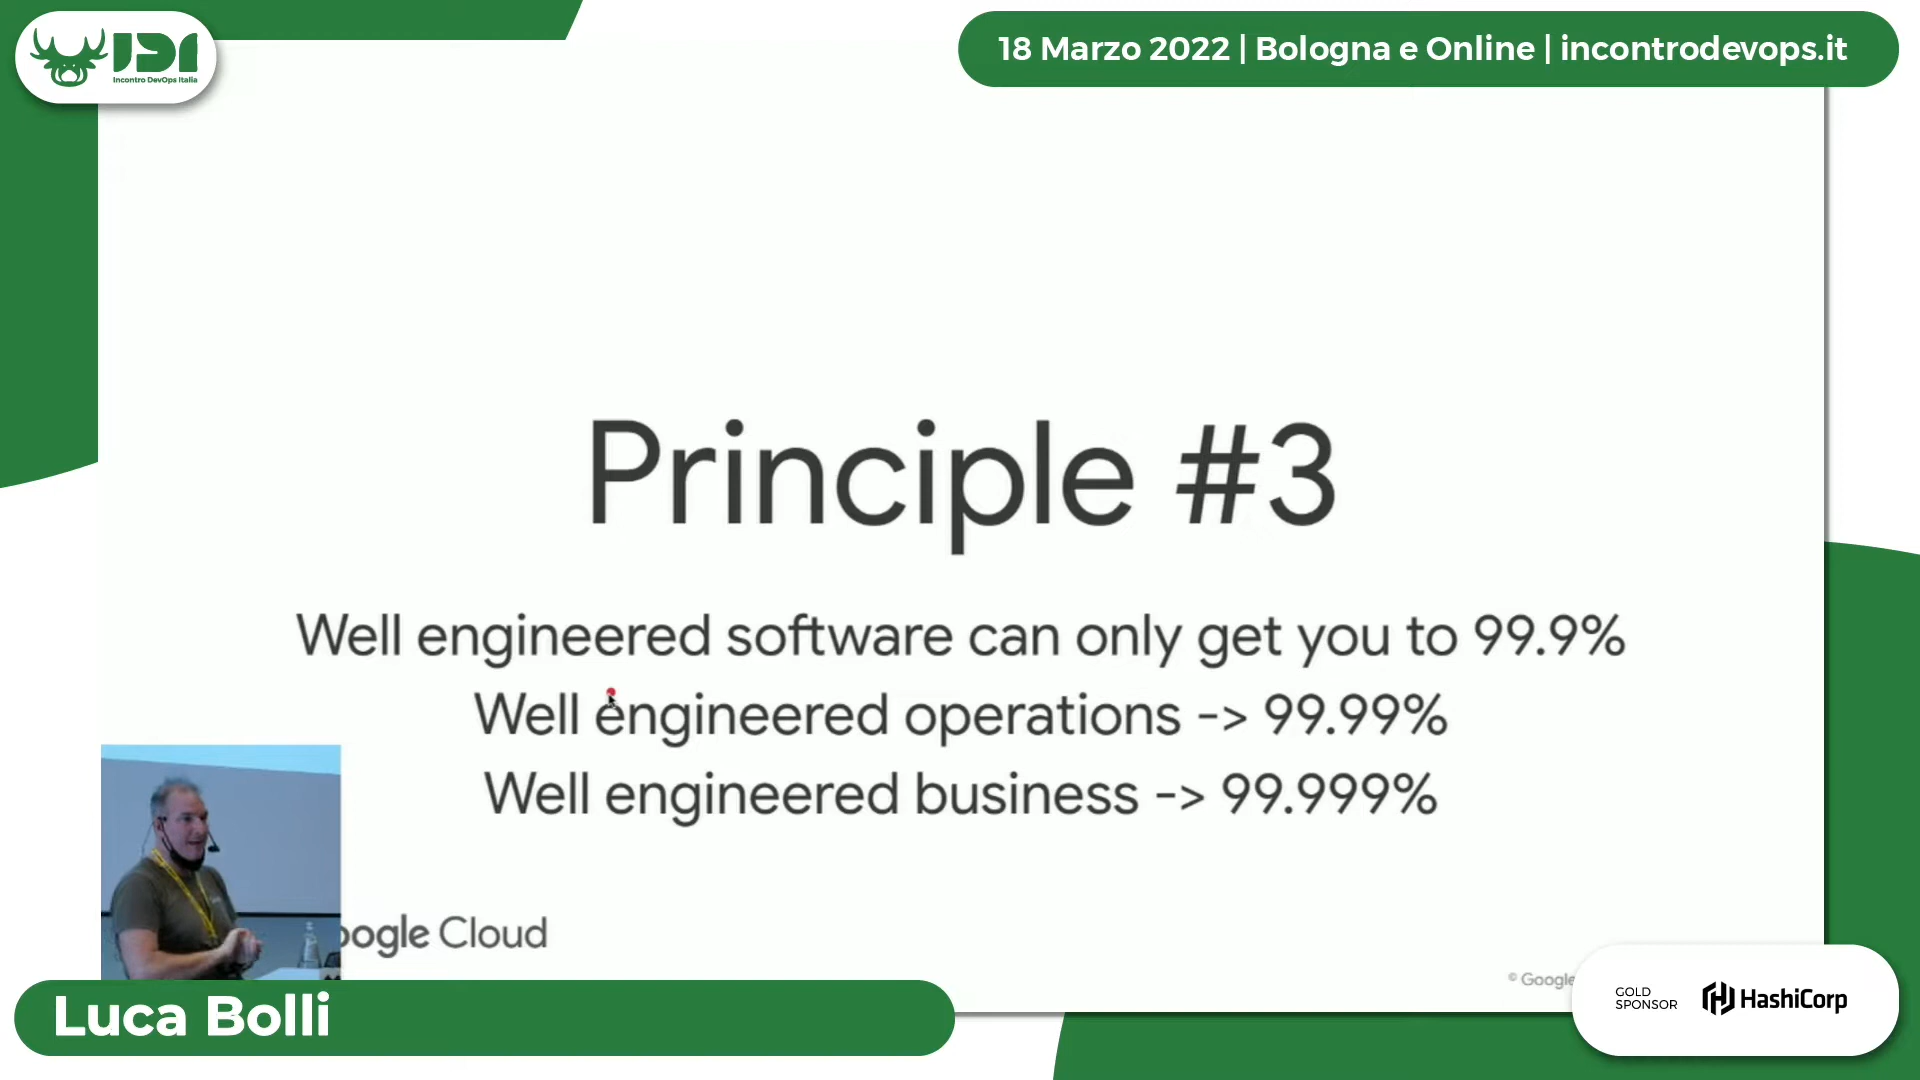 IDI
Incontro DevOps Italia
18 Marzo 2022 | Bologna e Online | incontrodevops.it
Principle #3
Well engineered software can only get you to 99.9%
Well engineered operations -> 99.99%
Well engineered business -> 99.999%
oogle Cloud
© Google
Luca Bolli
GOLD
SPONSOR
HashiCorp